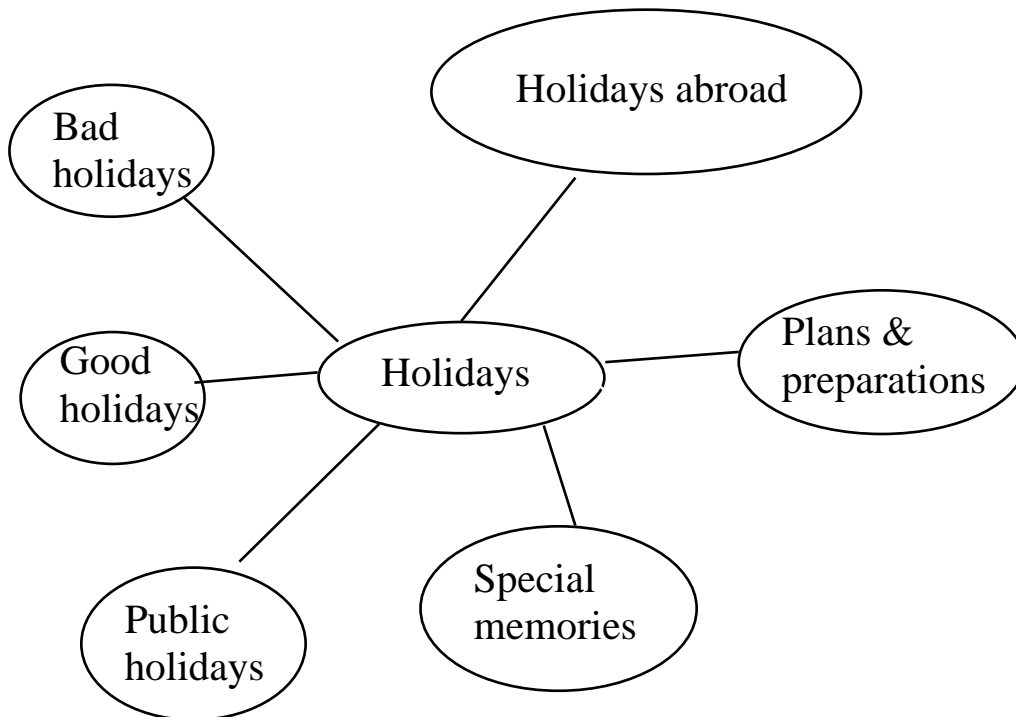 Holidays abroad
Bad
holidays
Plans &
preparations
Good
holidays
Holidays
Special
memories
Public
holidays